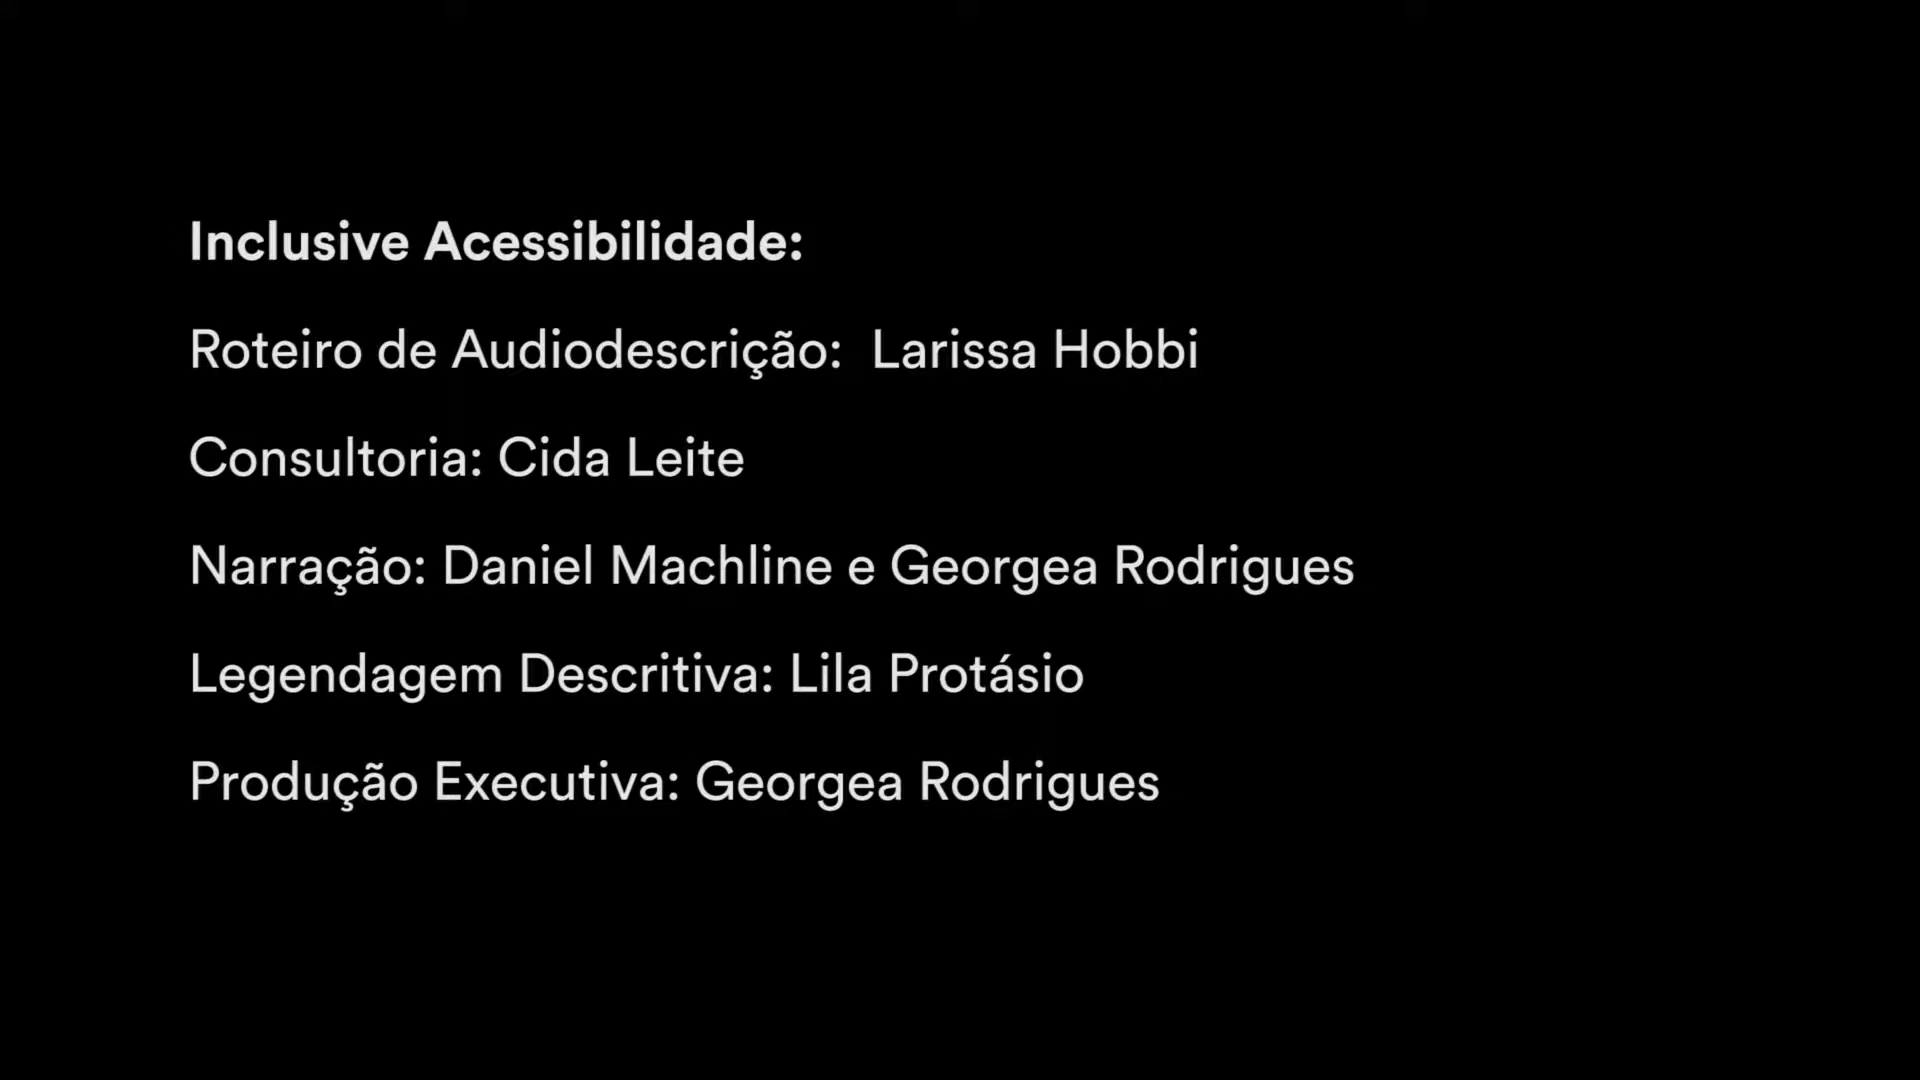 Inclusive Acessibilidade:
Roteiro de Audiodescrição:  Larissa Hobbi
Consultoria: Cida Leite
Narração: Daniel Machline e Georgea Rodrigues
Legendagem Descritiva: Lila Protásio
Produção Executiva: Georgea Rodrigues